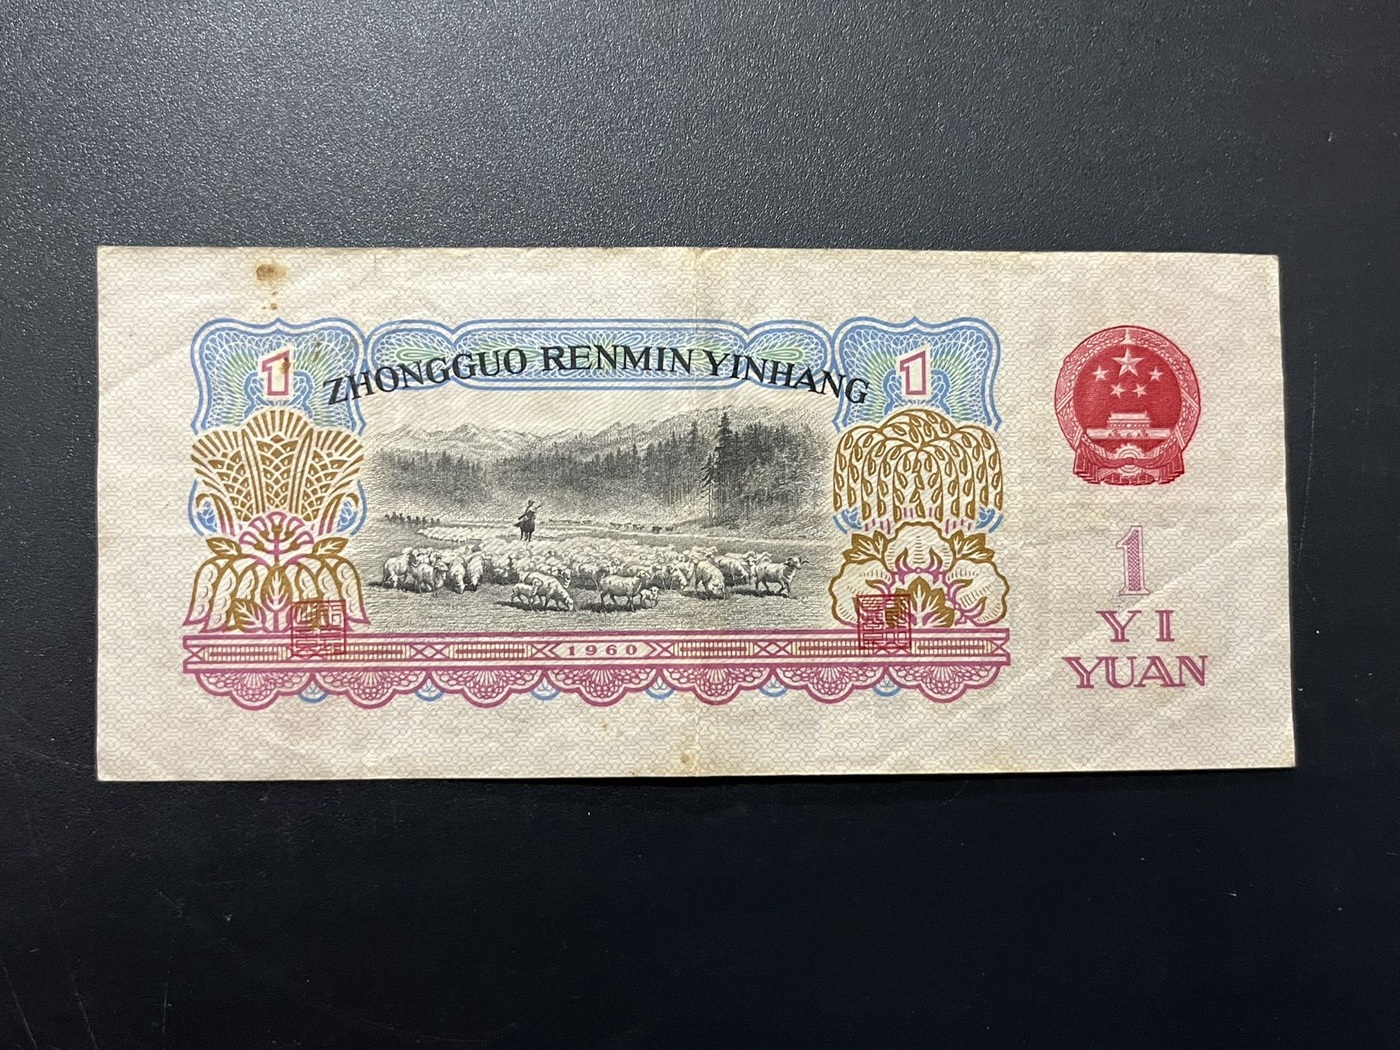 1
ZHONGGUO RENMIN YINHANG
1
1960
1
YI
YUAN